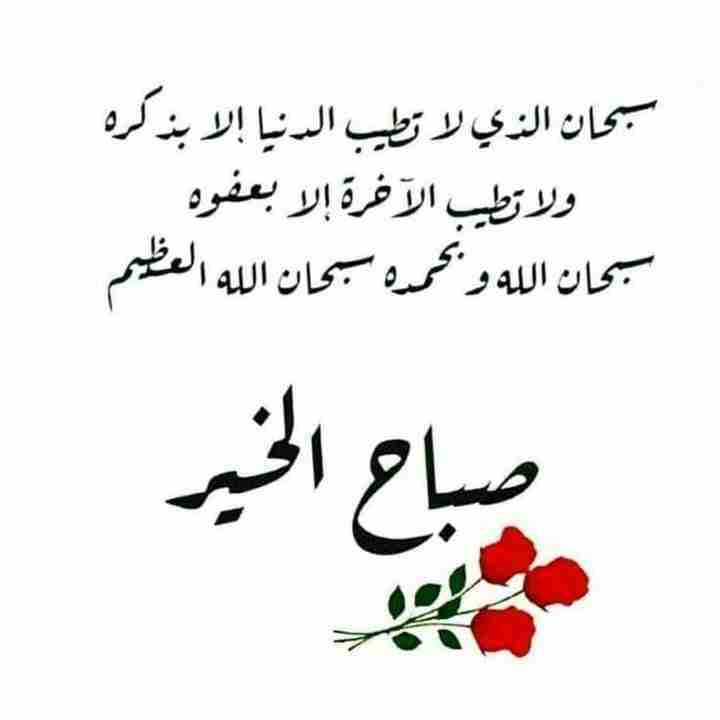 سبحان الذي لا تطيب الدنيا إلا بذكره
ولا تطيب الآخرة إلا بعفوه
سبحان الله و بحمده سبحان الله العظيم
صباح الخير